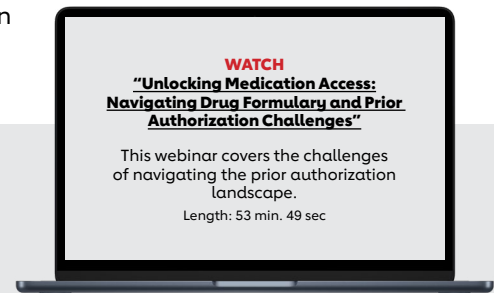 n
WATCH
“Unlocking Medication Access:
Navigating Drug Formulary and Prior
Authorization Challenges”
This webinar covers the challenges
of navigating the prior authorization
landscape.
Length: 53 min. 49 sec